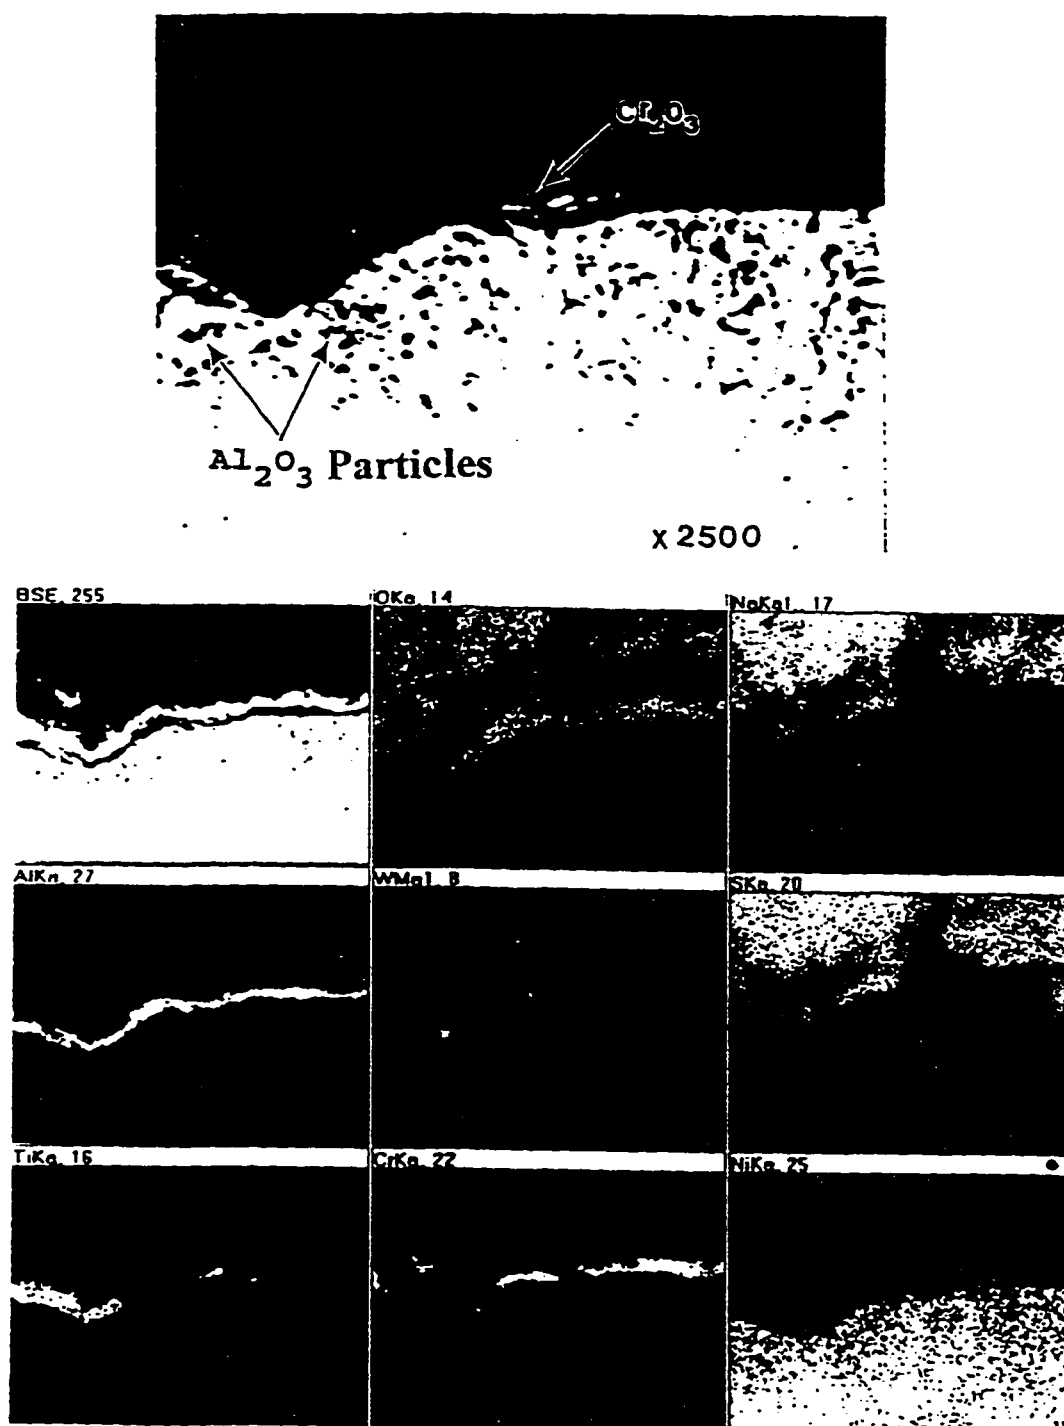 Cr₂O₃
Al₂O₃ Particles
x 2500
BSE, 255
OKa, 14
NaKa1, 17
AlKa, 27
WMa1, 8
SKa, 20
TiKa, 16
CrKa, 22
NiKa, 25